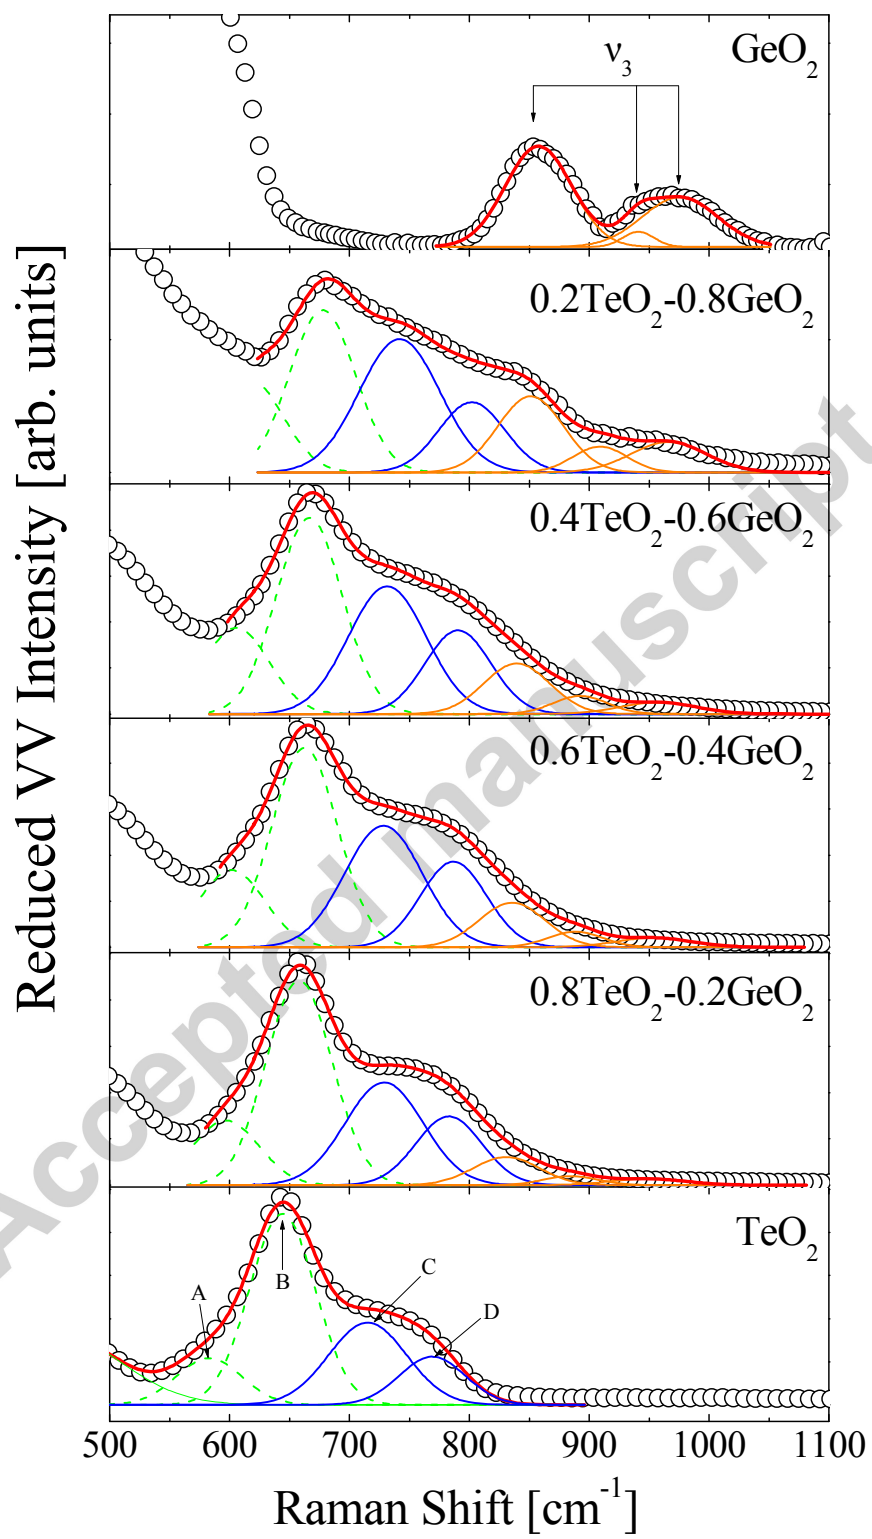 GeO₂
ν₃
0.2TeO₂-0.8GeO₂
0.4TeO₂-0.6GeO₂
0.6TeO₂-0.4GeO₂
0.8TeO₂-0.2GeO₂
TeO₂
A
B
C
D
500 600 700 800 900 1000 1100
Raman Shift [cm⁻¹]
Reduced VV Intensity [arb. units]
Accepted manuscript